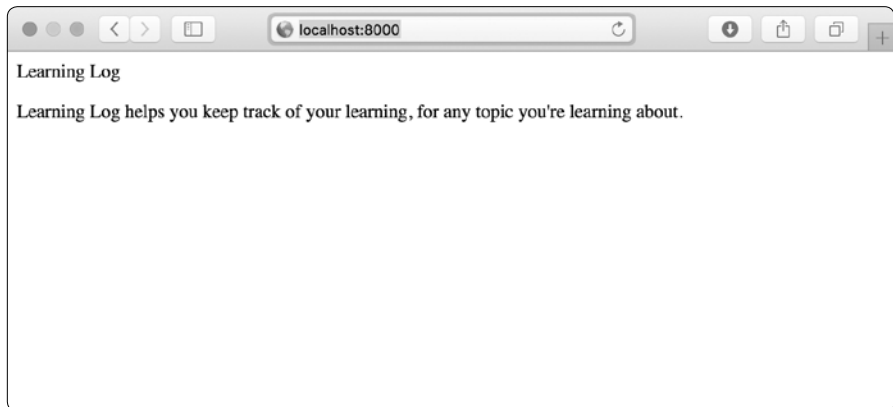 localhost:8000
Learning Log
Learning Log helps you keep track of your learning, for any topic you're learning about.